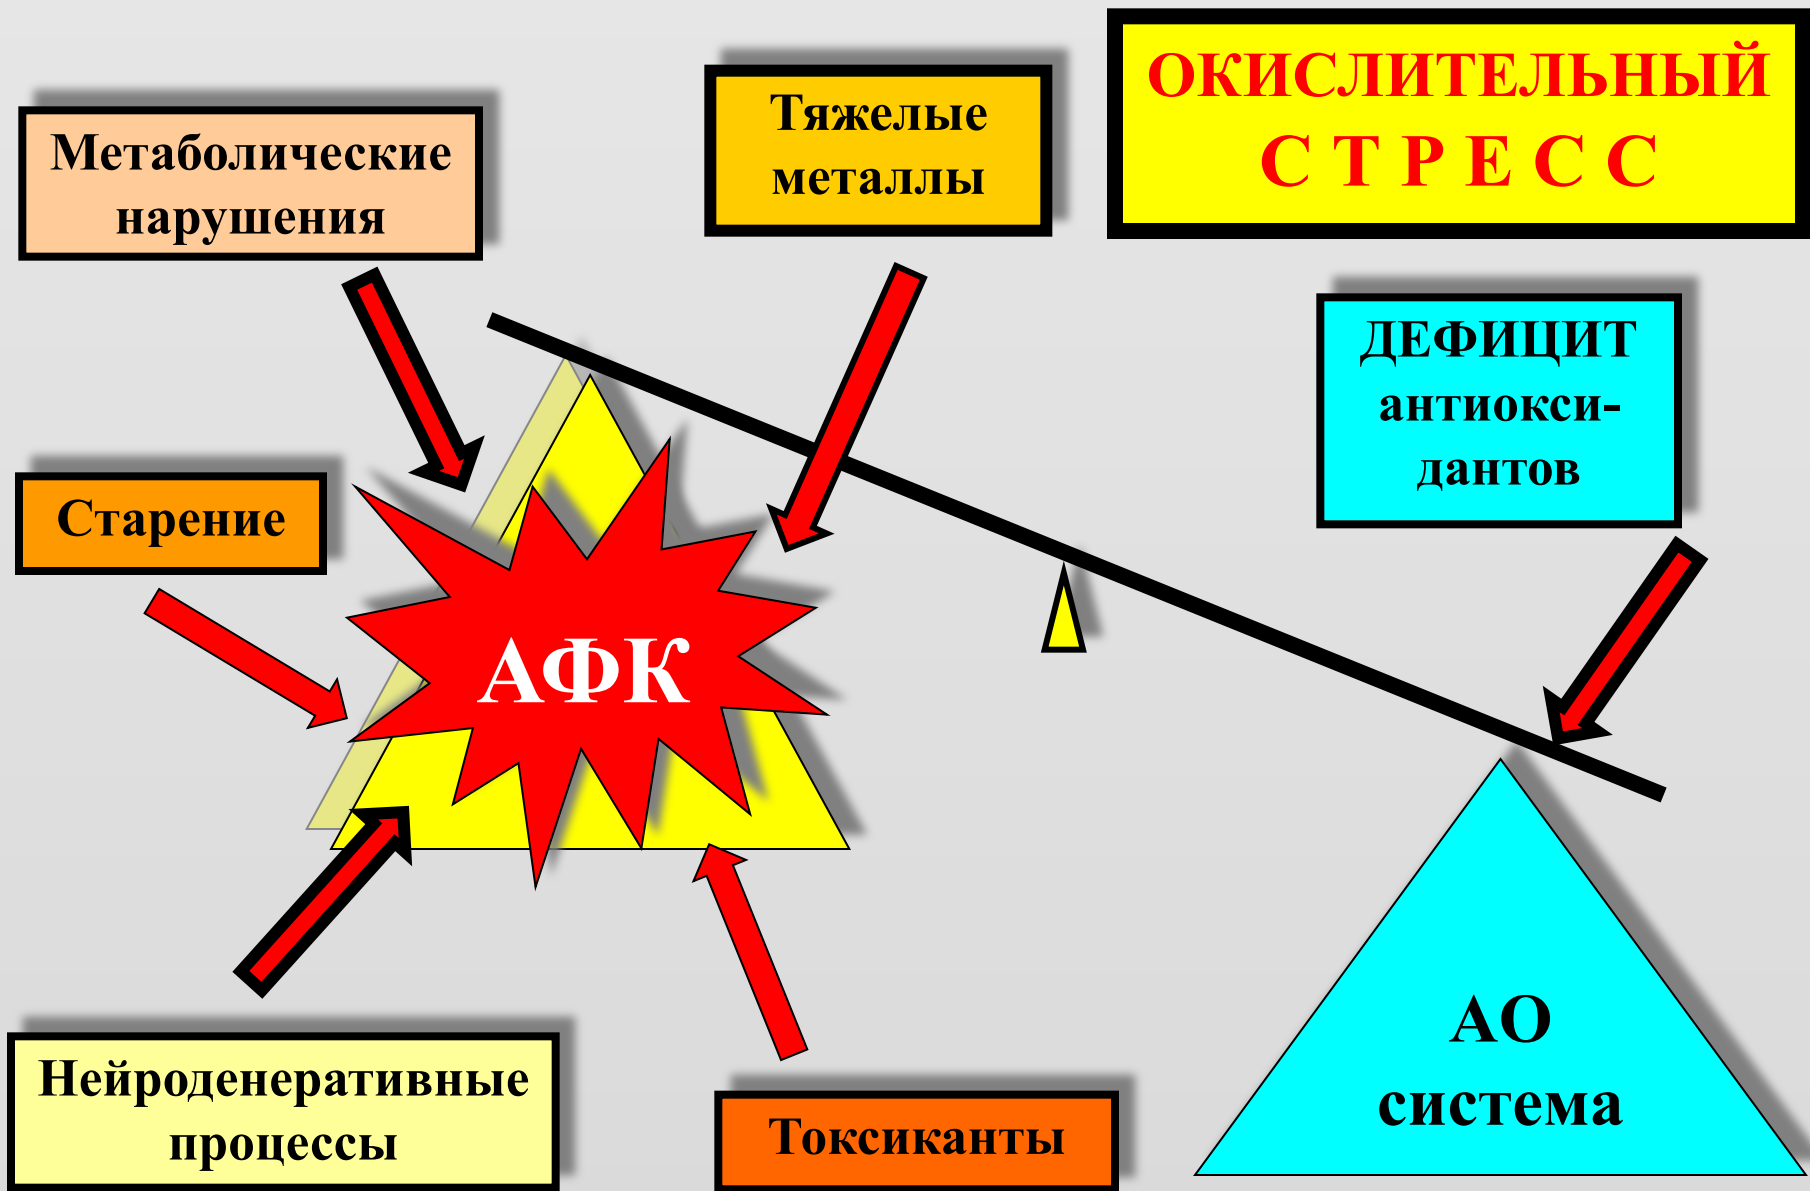 ОКИСЛИТЕЛЬНЫЙ
С Т Р Е С С
Тяжелые
металлы
Метаболические
нарушения
ДЕФИЦИТ
антиокси-
дантов
Старение
АФК
АО
система
Нейроденеративные
процессы
Токсиканты